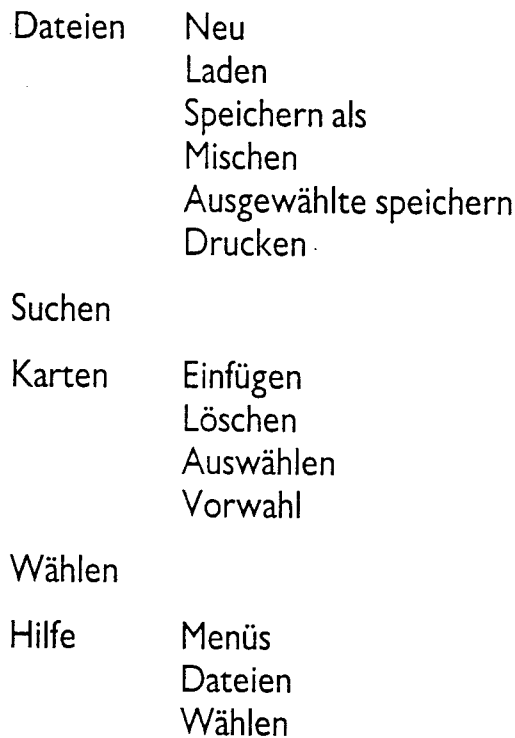 Dateien Neu
Laden
Speichern als
Mischen
Ausgewählte speichern
Drucken
Suchen
Karten Einfügen
Löschen
Auswählen
Vorwahl
Wählen
Hilfe Menüs
Dateien
Wählen